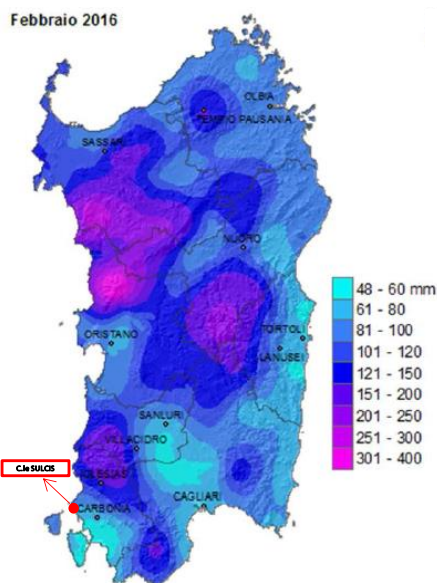 Febbraio 2016
OLBIA
TEMPIO PAUSANIA
SASSARI
NUORO
ORISTANO
TORTOLI
LANUSEI
SANLURI
VILLACIDRO
C.le SULCIS
IGLESIAS
CAGLIARI
CARBONIA
48 - 60 mm
61 - 80
81 - 100
101 - 120
121 - 150
151 - 200
201 - 250
251 - 300
301 - 400